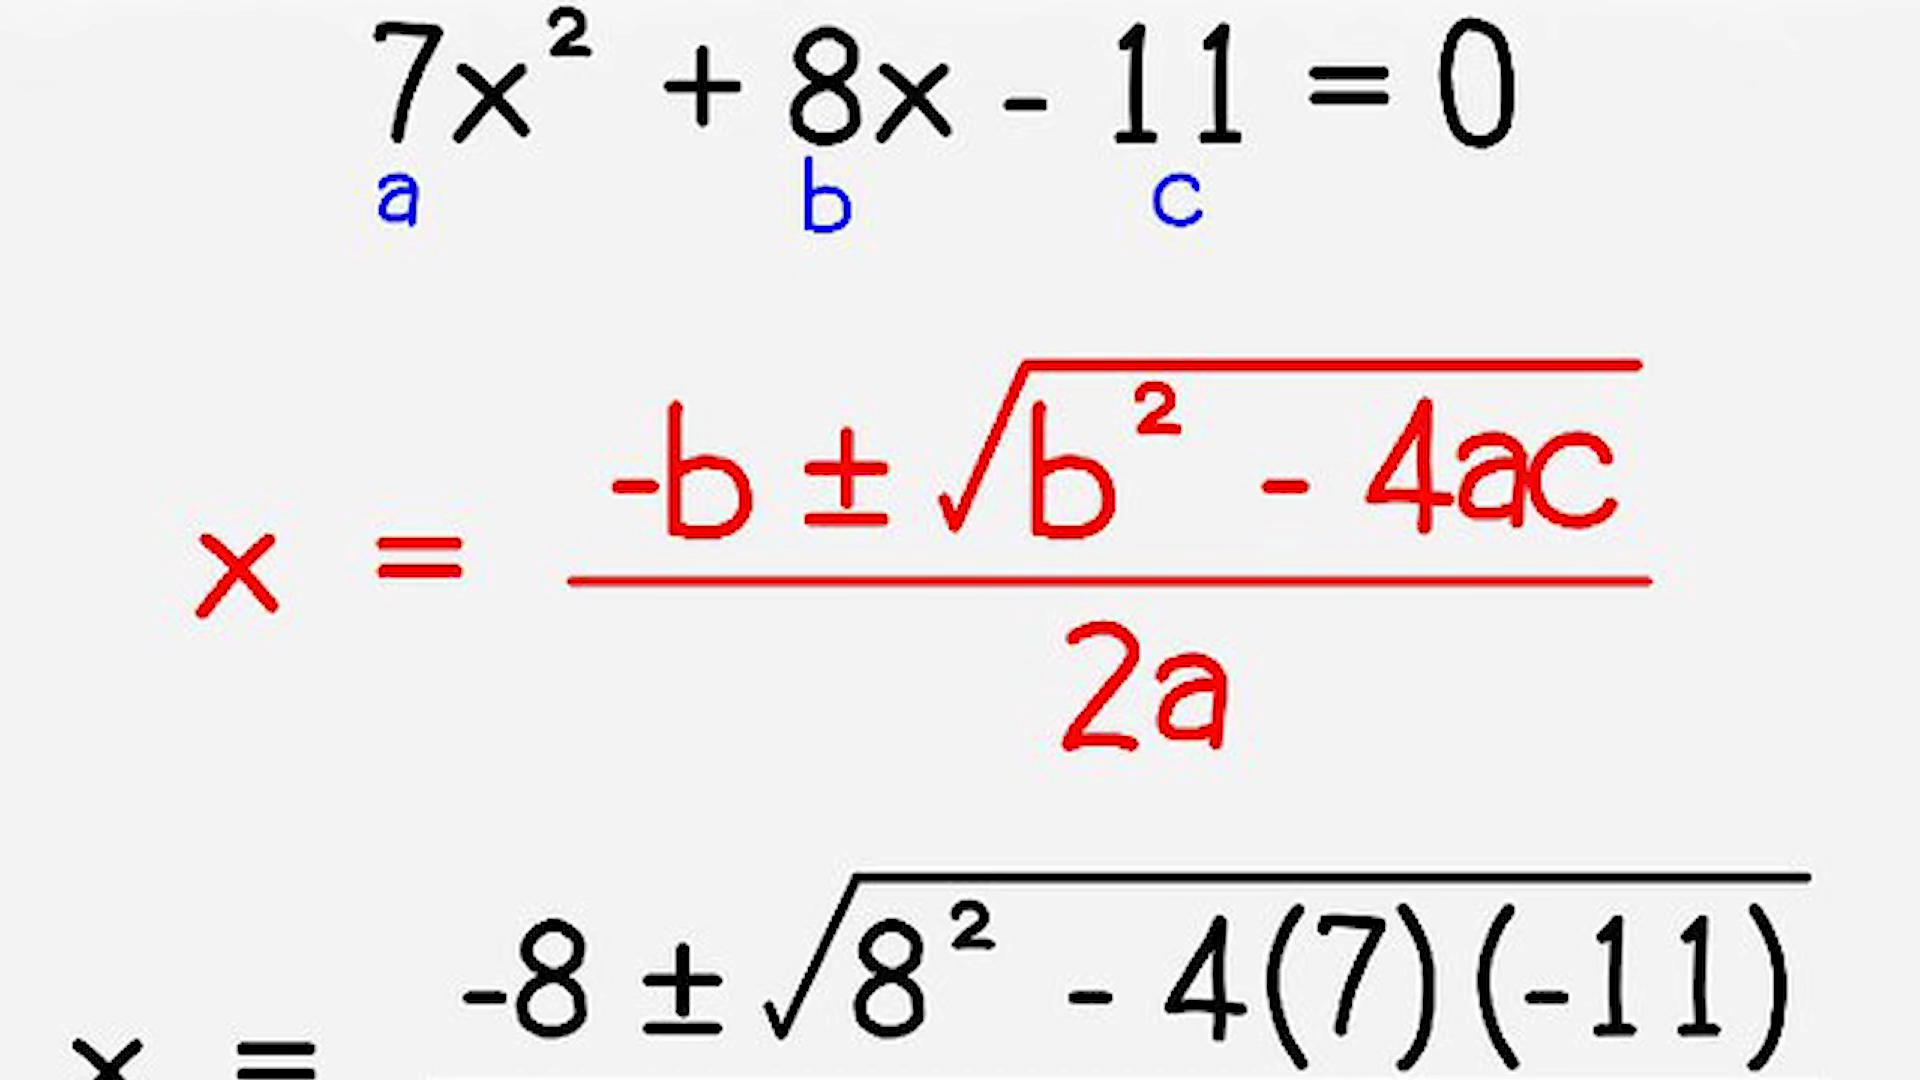 7x² + 8x - 11 = 0
a b c
x = -b ± √b² - 4ac
2a
x = -8 ± √8² - 4(7)(-11)